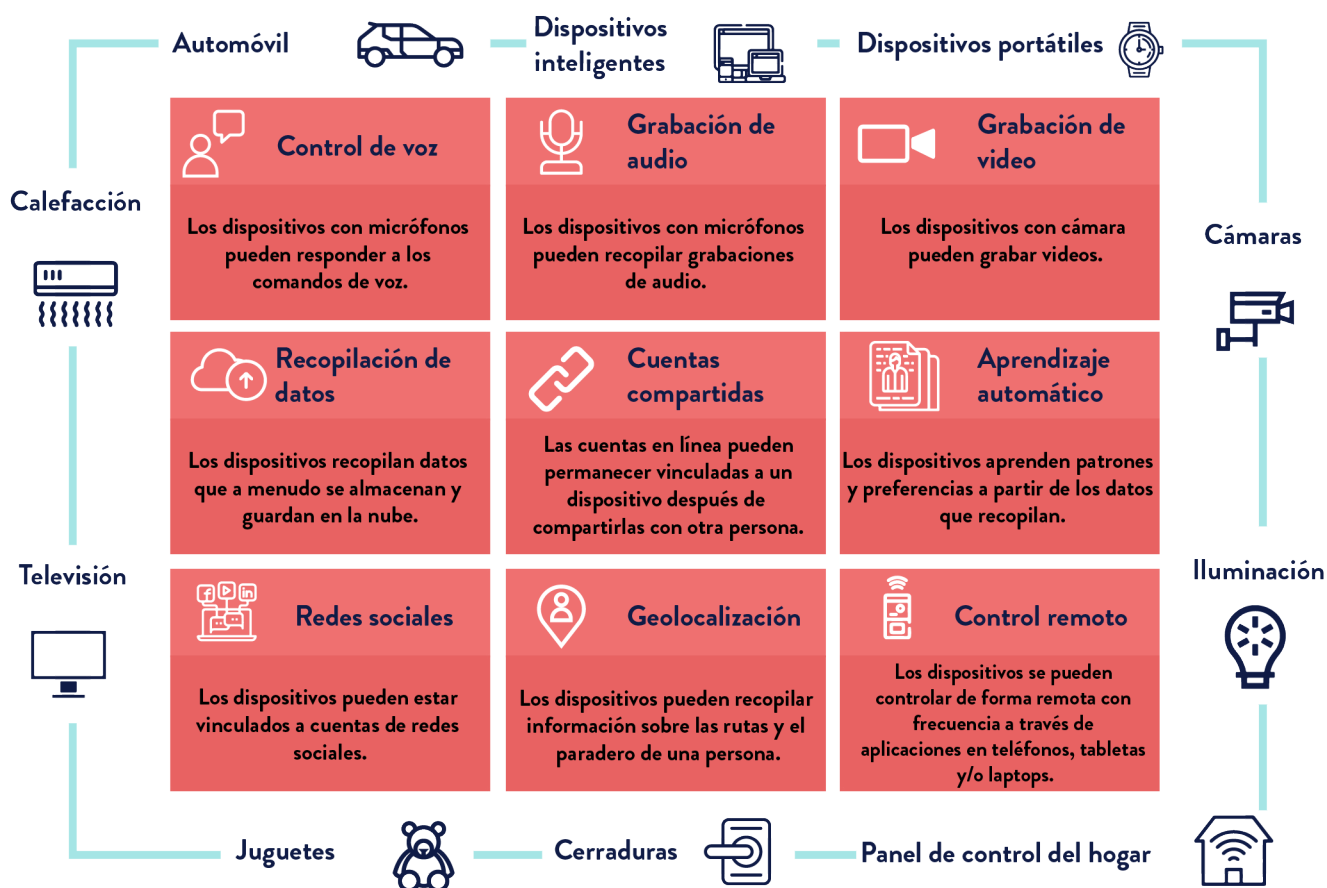 Automóvil
Dispositivos
inteligentes
Dispositivos portátiles
Calefacción
Cámaras
Televisión
Iluminación
Control de voz
Los dispositivos con micrófonos
pueden responder a los
comandos de voz.
Grabación de
audio
Los dispositivos con micrófonos
pueden recopilar grabaciones
de audio.
Grabación de
video
Los dispositivos con cámara
pueden grabar videos.
Recopilación de
datos
Los dispositivos recopilan datos
que a menudo se almacenan y
guardan en la nube.
Cuentas
compartidas
Las cuentas en línea pueden
permanecer vinculadas a un
dispositivo después de
compartirlas con otra persona.
Aprendizaje
automático
Los dispositivos aprenden patrones
y preferencias a partir de los datos
que recopilan.
Redes sociales
Los dispositivos pueden estar
vinculados a cuentas de redes
sociales.
Geolocalización
Los dispositivos pueden recopilar
información sobre las rutas y el
paradero de una persona.
Control remoto
Los dispositivos se pueden
controlar de forma remota con
frecuencia a través de
aplicaciones en teléfonos, tabletas
y/o laptops.
Juguetes
Cerraduras
Panel de control del hogar